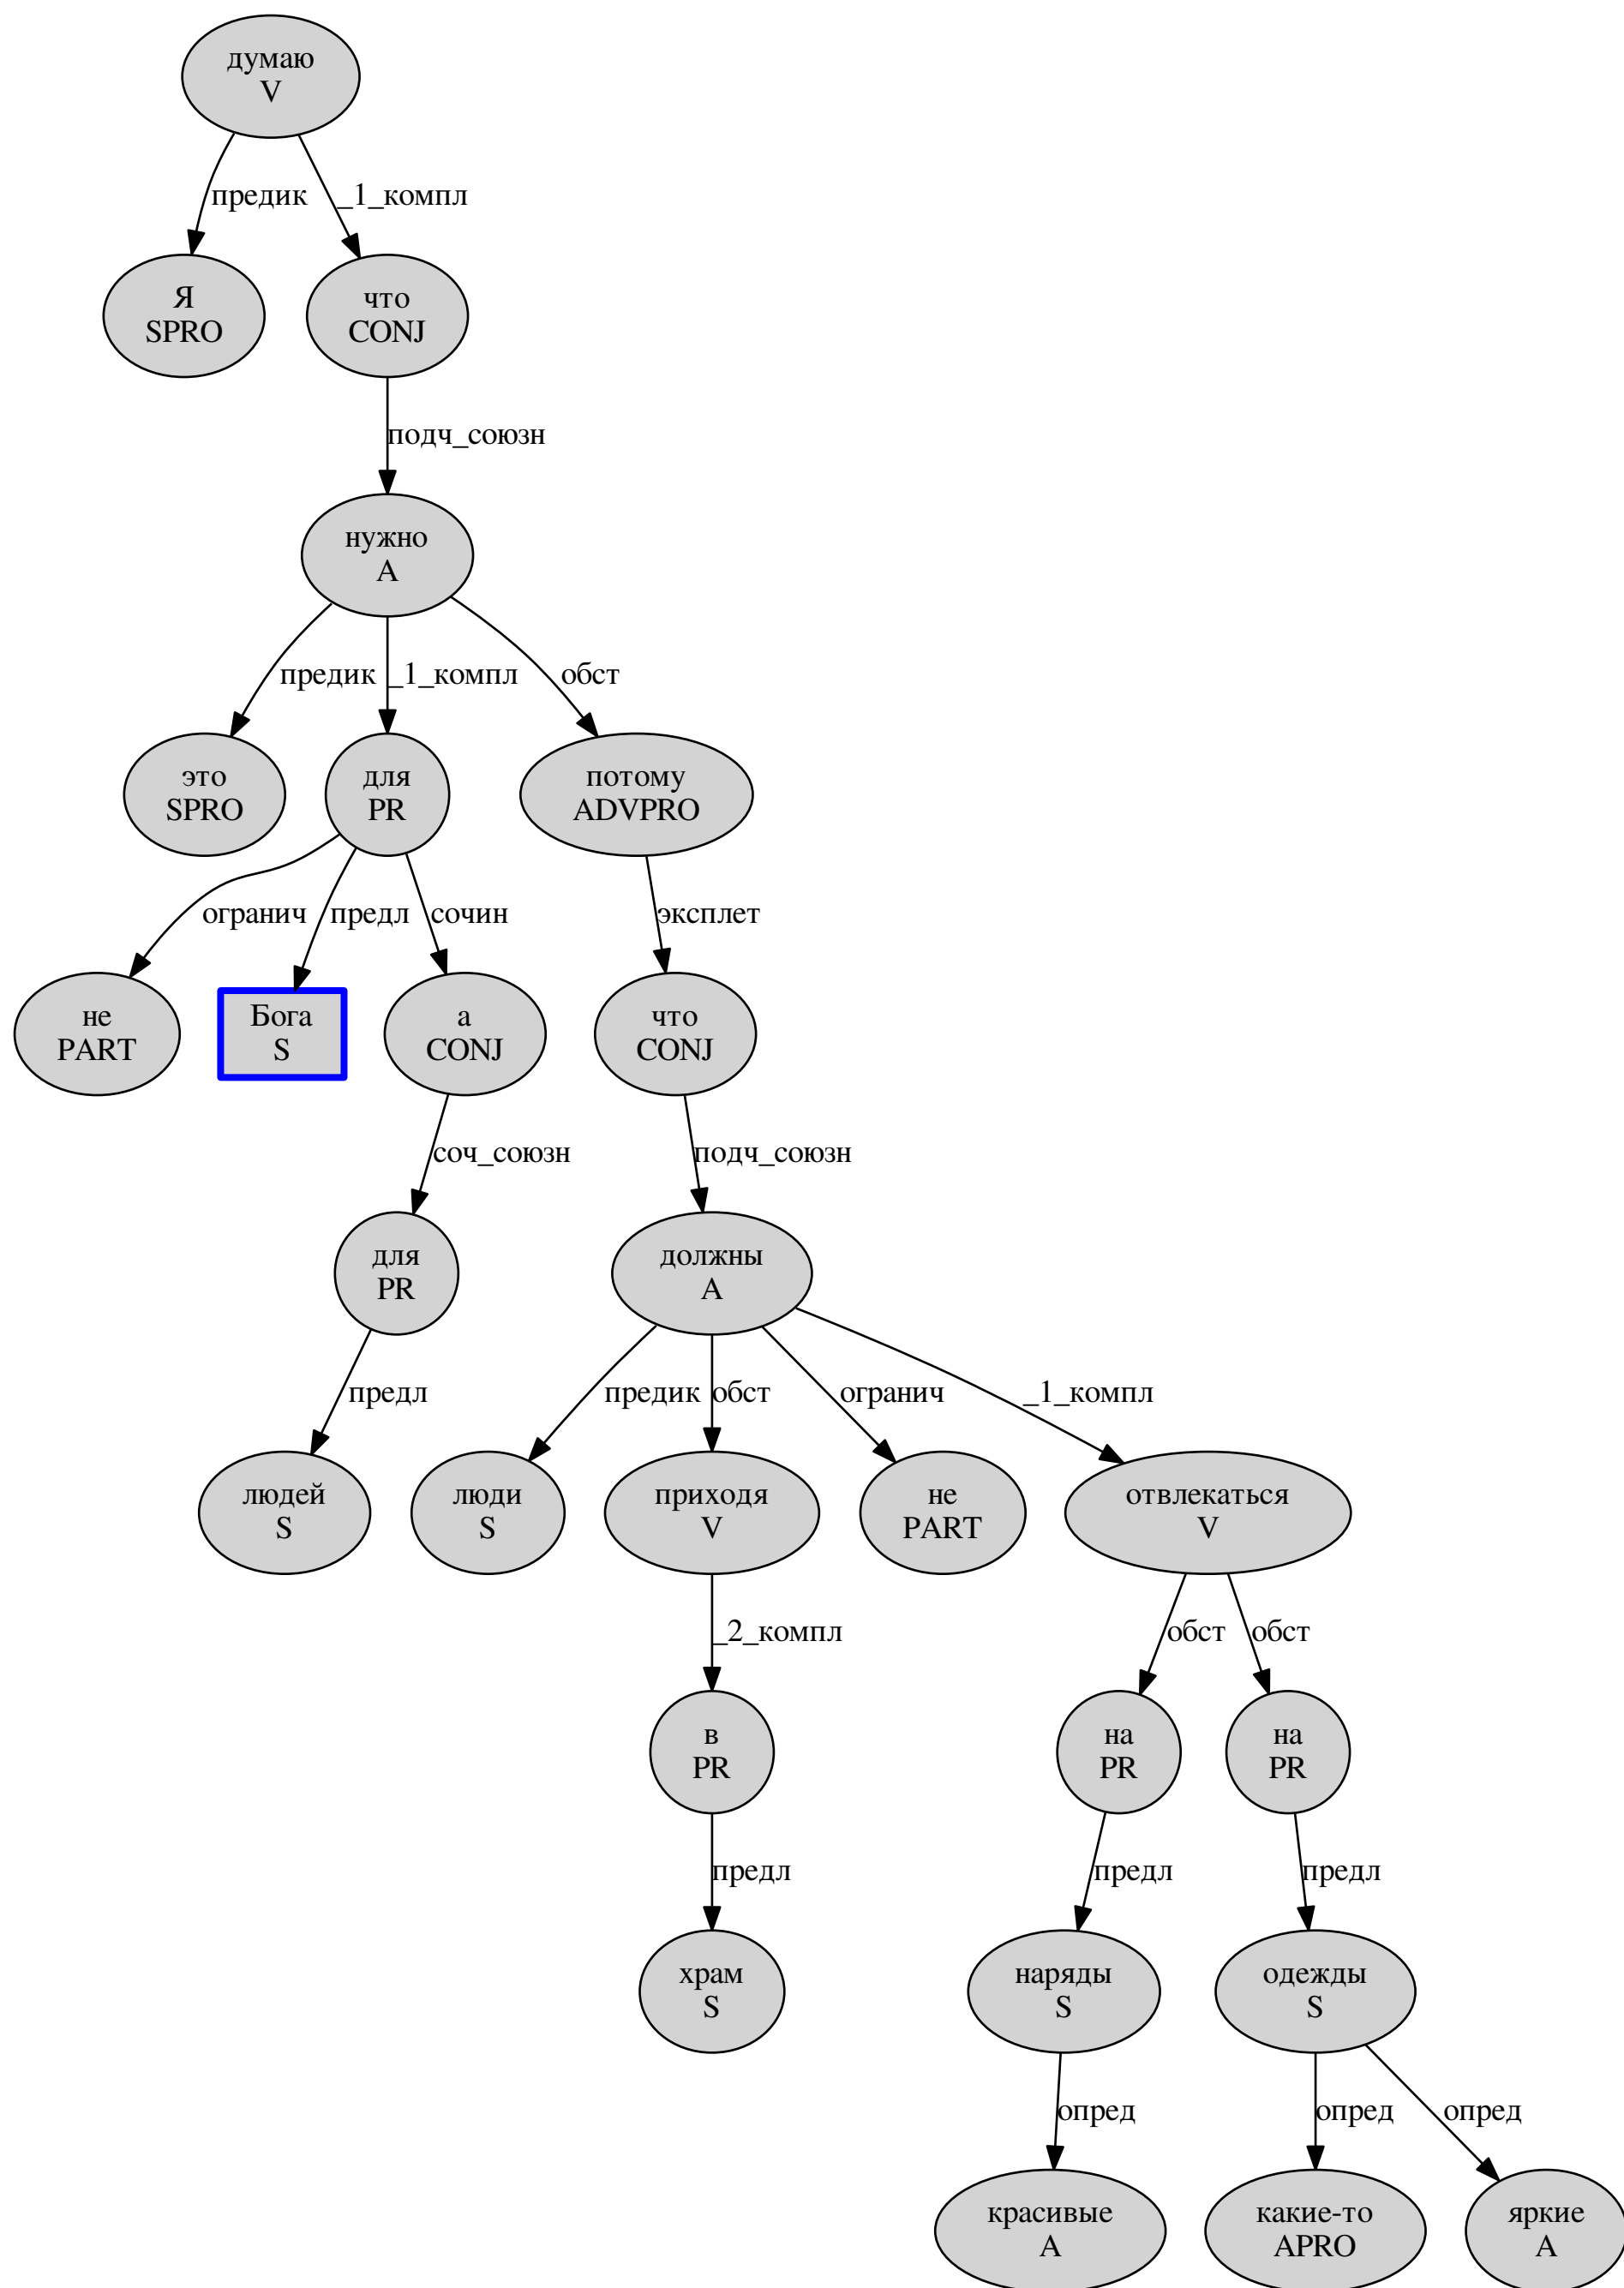 думаю
V
предик
_1_компл
Я
SPRO
что
CONJ
подч_союзн
нужно
A
предик
_1_компл
обст
это
SPRO
для
PR
потому
ADVPRO
огранич
предл
сочин
эксплет
не
PART
Бога
S
а
CONJ
что
CONJ
соч_союзн
подч_союзн
для
PR
должны
A
предл
предик
обст
огранич
_1_компл
людей
S
люди
S
приходя
V
не
PART
отвлекаться
V
_2_компл
обст
обст
в
PR
на
PR
на
PR
предл
предл
предл
храм
S
наряды
S
одежды
S
опред
опред
опред
красивые
A
какие-то
APRO
яркие
A